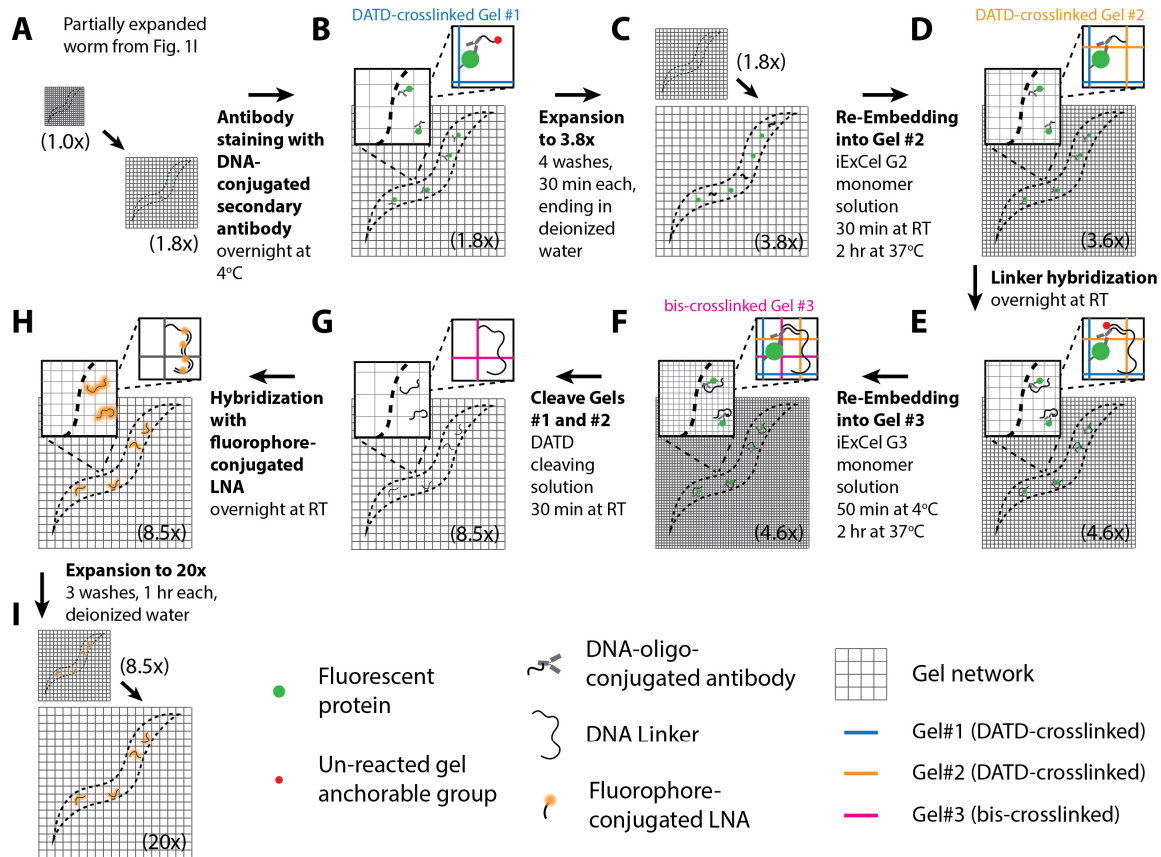 A
Partially expanded
worm from Fig. 1I
(1.0x)
(1.8x)
Antibody
staining with
DNA-
conjugated
secondary
antibody
overnight at
4°C
DATD-crosslinked Gel #1
B
(1.8x)
Expansion
to 3.8x
4 washes,
30 min each,
ending in
deionized
water
C
(1.8x)
(3.8x)
Re-Embedding
into Gel #2
iExCel G2
monomer
solution
30 min at RT
2 hr at 37°C
DATD-crosslinked Gel #2
D
(3.6x)
Linker hybridization
overnight at RT
E
(4.6x)
Re-Embedding
into Gel #3
iExCel G3
monomer
solution
50 min at 4°C
2 hr at 37°C
bis-crosslinked Gel #3
F
(4.6x)
Cleave Gels
#1 and #2
DATD
cleaving
solution
30 min at RT
G
(8.5x)
Hybridization
with
fluorophore-
conjugated
LNA
overnight at RT
H
(8.5x)
Expansion to 20x
3 washes, 1 hr each,
deionized water
I
(8.5x)
(20x)
Fluorescent
protein
Un-reacted gel
anchorable group
DNA-oligo-
conjugated antibody
DNA Linker
Fluorophore-
conjugated LNA
Gel network
Gel#1 (DATD-crosslinked)
Gel#2 (DATD-crosslinked)
Gel#3 (bis-crosslinked)